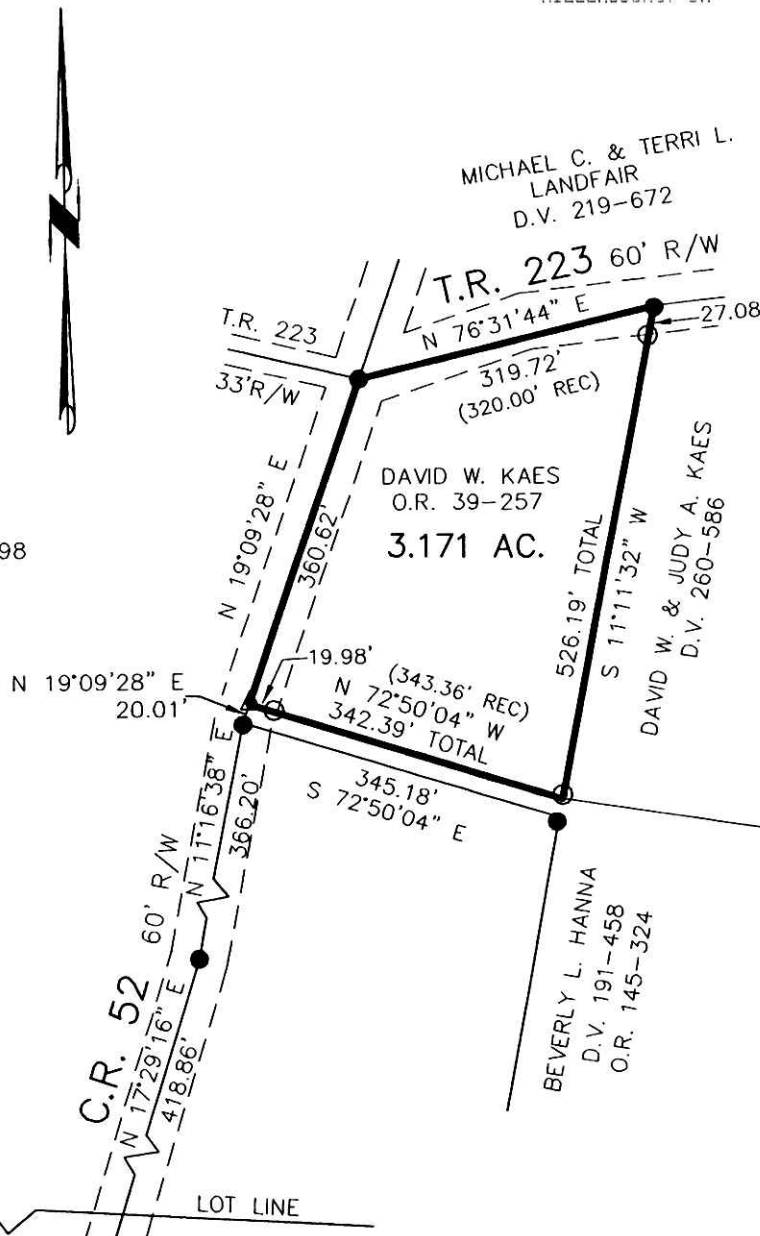 MICHAEL C. & TERRI L.
LANDFAIR
D.V. 219-672
T.R. 223 60' R/W
N 76°31'44" E
319.72'
(320.00' REC)
27.08
T.R. 223
33'R/W
N 19°09'28" E
360.62'
DAVID W. KAES
O.R. 39-257
3.171 AC.
526.19' TOTAL
S 11°11'32" W
DAVID W. & JUDY A. KAES
D.V. 260-586
98
N 19°09'28" E
20.01'
19.98'
(343.36' REC)
N 72°50'04" W
342.39' TOTAL
345.18'
S 72°50'04" E
N 11°16'38" E
366.20'
60' R/W
C.R. 52
N 17°29'16" E
418.86'
BEVERLY L. HANNA
D.V. 191-458
O.R. 145-324
LOT LINE